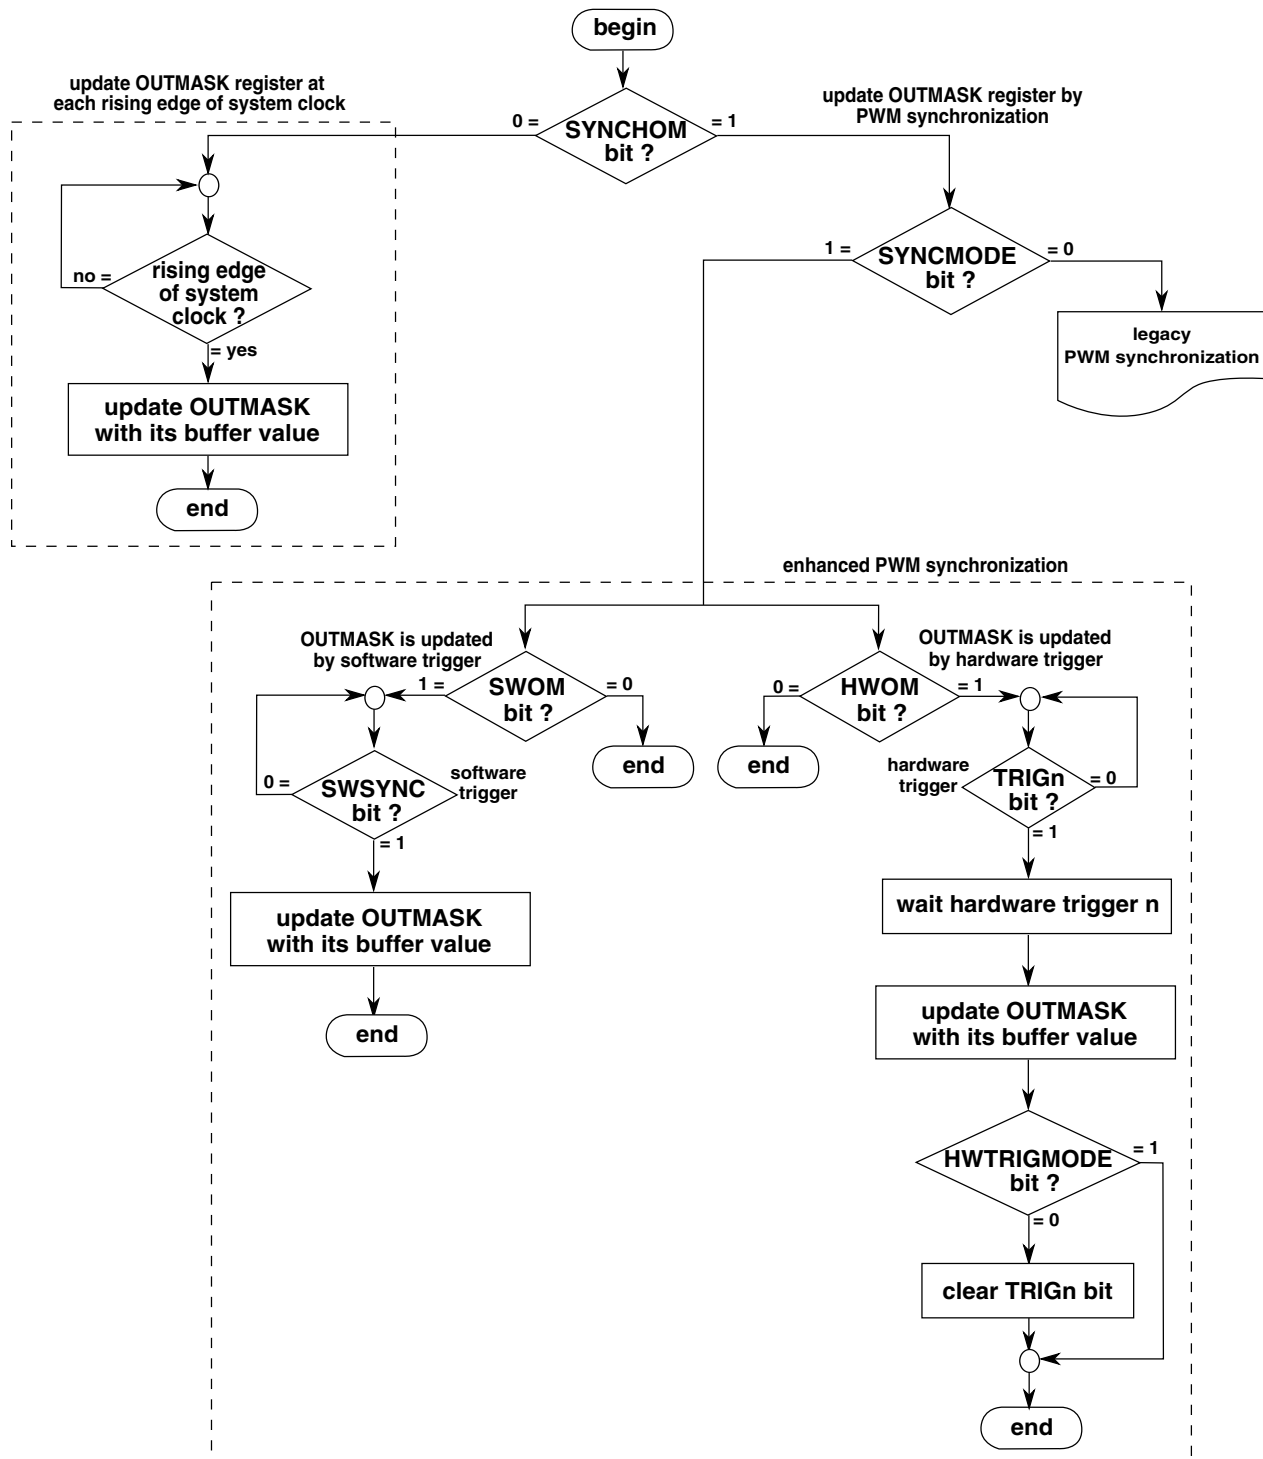 begin
update OUTMASK register at
each rising edge of system clock
update OUTMASK register by
PWM synchronization
0 =
SYNCHOM
bit ?
= 1
rising edge
of system
clock ?
no =
= yes
update OUTMASK
with its buffer value
end
1 =
SYNCMODE
bit ?
= 0
legacy
PWM synchronization
enhanced PWM synchronization
OUTMASK is updated
by software trigger
1 =
SWOM
bit ?
= 0
end
0 =
SWSYNC
bit ?
software
trigger
= 1
update OUTMASK
with its buffer value
end
OUTMASK is updated
by hardware trigger
0 =
HWOM
bit ?
= 1
end
hardware
trigger
TRIGn
bit ?
= 0
= 1
wait hardware trigger n
update OUTMASK
with its buffer value
HWTRIGMODE
bit ?
= 1
= 0
clear TRIGn bit
end